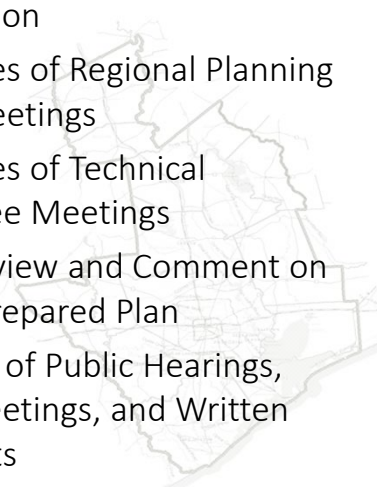 on
es of Regional Planning
eetings
es of Technical
ee Meetings
view and Comment on
repared Plan
of Public Hearings,
eetings, and Written
ts